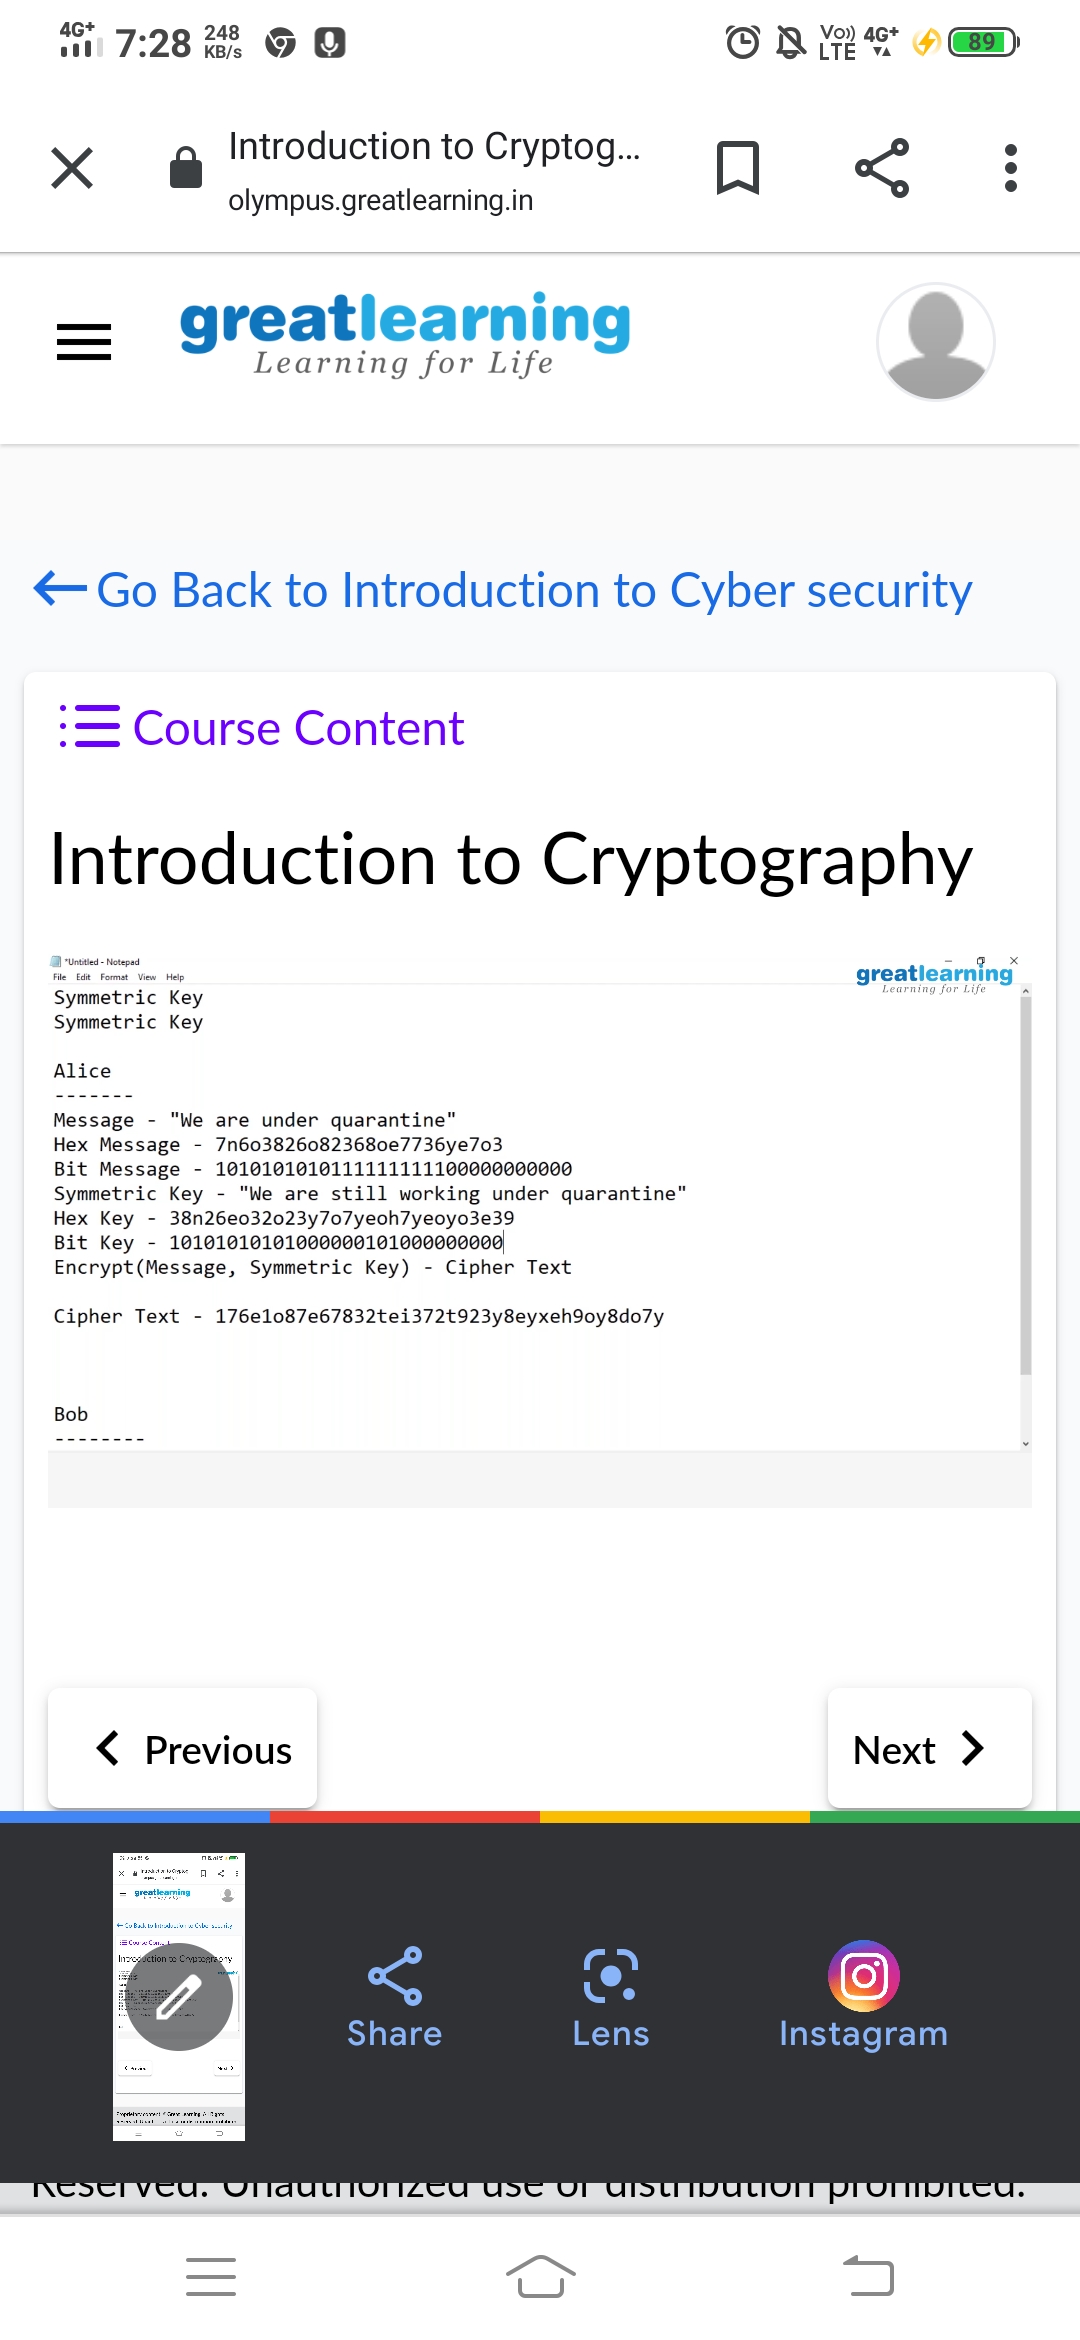 4G+ 7:28 248 KB/s Vo)) LTE 4G+ 89
Introduction to Cryptog...
olympus.greatlearning.in
greatlearning
Learning for Life
Go Back to Introduction to Cyber security
Course Content
Introduction to Cryptography
*Untitled - Notepad
File Edit Format View Help
greatlearning
Learning for Life
Symmetric Key
Symmetric Key
Alice
-------
Message - "We are under quarantine"
Hex Message - 7n6o3826o82368oe7736ye7o3
Bit Message - 1010101010111111111100000000000
Symmetric Key - "We are still working under quarantine"
Hex Key - 38n26eo32o23y7o7yeoh7yeoyo3e39
Bit Key - 10101010101000000101000000000
Encrypt(Message, Symmetric Key) - Cipher Text
Cipher Text - 176e1o87e67832tei372t923y8eyxeh9oy8do7y
Bob
--------
Previous
Next
Share
Lens
Instagram
Reserved. Unauthorized use or distribution prohibited.